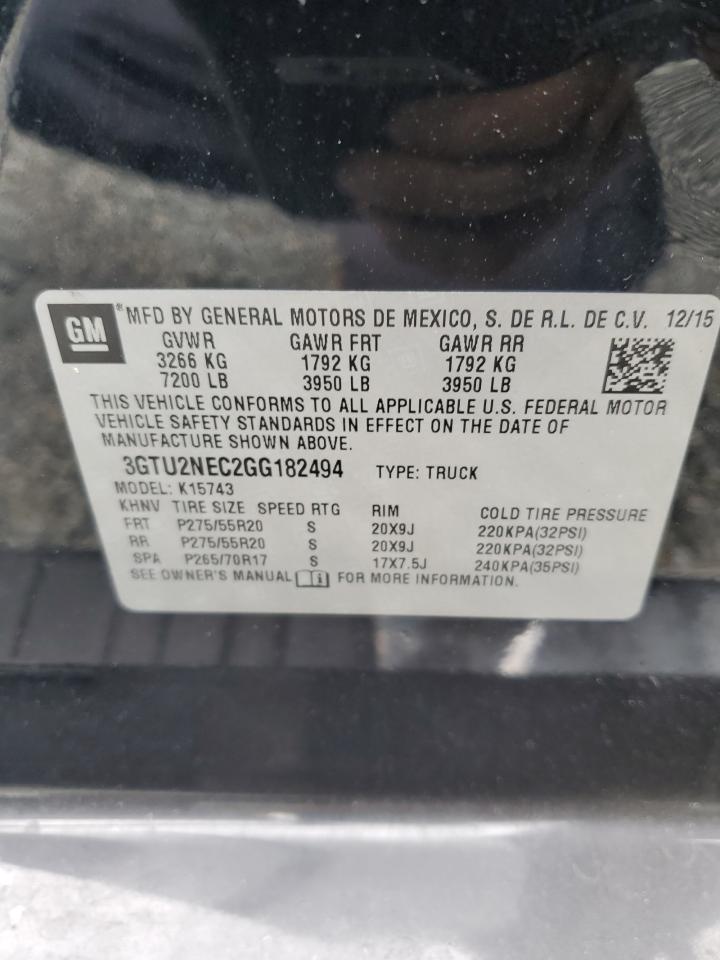 GM ® MFD BY GENERAL MOTORS DE MEXICO, S. DE R.L. DE C.V. 12/15
GVWR GAWR FRT GAWR RR
3266 KG 1792 KG 1792 KG
7200 LB 3950 LB 3950 LB
THIS VEHICLE CONFORMS TO ALL APPLICABLE U.S. FEDERAL MOTOR
VEHICLE SAFETY STANDARDS IN EFFECT ON THE DATE OF
MANUFACTURE SHOWN ABOVE.
3GTU2NEC2GG182494 TYPE: TRUCK
MODEL: K15743
KHNV TIRE SIZE SPEED RTG RIM COLD TIRE PRESSURE
FRT P275/55R20 S 20X9J 220KPA(32PSI)
RR P275/55R20 S 20X9J 220KPA(32PSI)
SPA P265/70R17 S 17X7.5J 240KPA(35PSI)
SEE OWNER'S MANUAL FOR MORE INFORMATION.